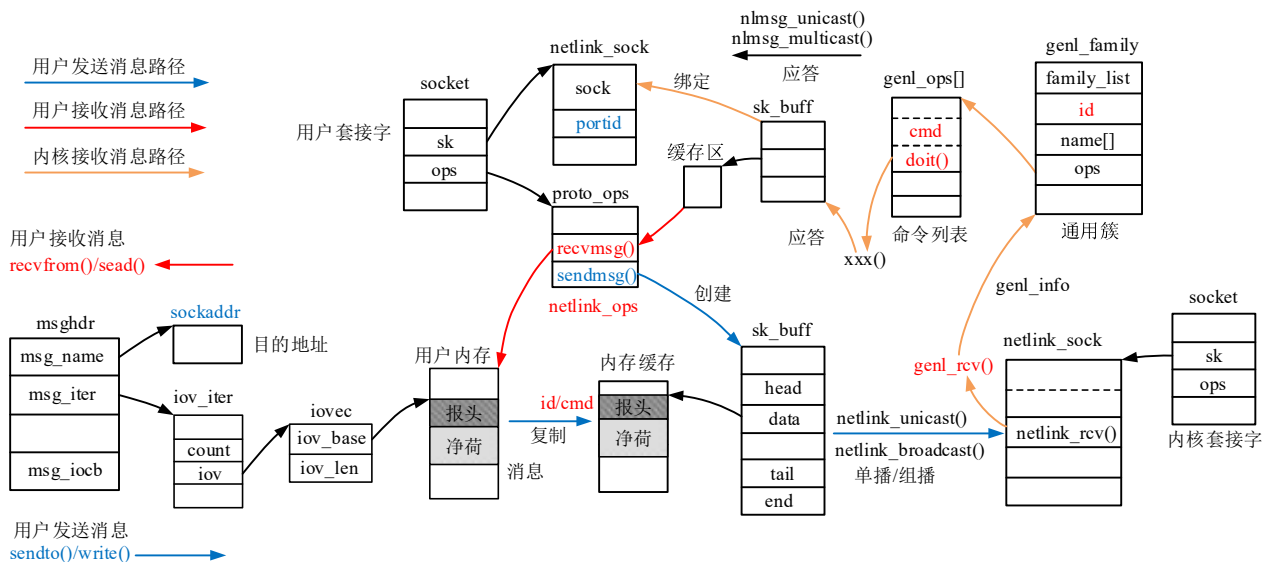 用户发送消息路径
用户接收消息路径
内核接收消息路径
用户接收消息
recvfrom()/sead()
socket
用户套接字
sk
ops
netlink_sock
sock
portid
proto_ops
recvmsg()
sendmsg()
netlink_ops
nlmsg_unicast()
nlmsg_multicast()
应答
绑定
sk_buff
缓存区
应答
xxx()
genl_ops[]
cmd
doit()
命令列表
genl_family
family_list
id
name[]
ops
通用簇
genl_info
genl_rcv()
创建
msghdr
msg_name
msg_iter
msg_iocb
sockaddr
目的地址
iov_iter
count
iov
iovec
iov_base
iov_len
用户内存
报头
净荷
消息
id/cmd
复制
内存缓存
报头
净荷
sk_buff
head
data
tail
end
netlink_unicast()
netlink_broadcast()
单播/组播
netlink_sock
netlink_rcv()
socket
sk
ops
内核套接字
用户发送消息
sendto()/write()